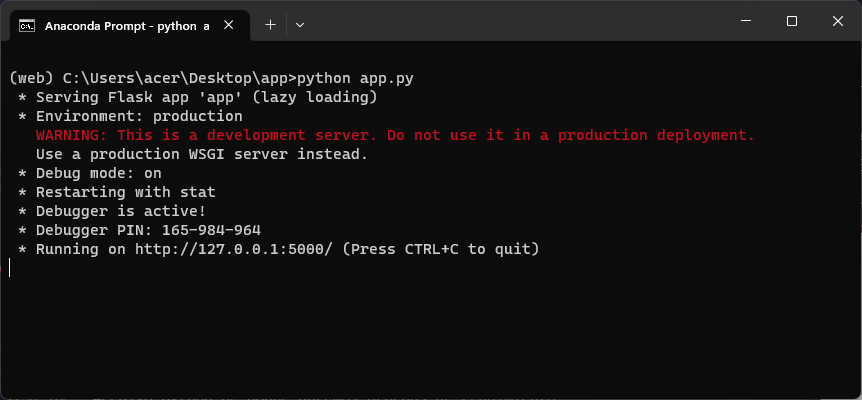 Anaconda Prompt - python  a
(web) C:\Users\acer\Desktop\app>python app.py
 * Serving Flask app 'app' (lazy loading)
 * Environment: production
   WARNING: This is a development server. Do not use it in a production deployment.
   Use a production WSGI server instead.
 * Debug mode: on
 * Restarting with stat
 * Debugger is active!
 * Debugger PIN: 165-984-964
 * Running on http://127.0.0.1:5000/ (Press CTRL+C to quit)